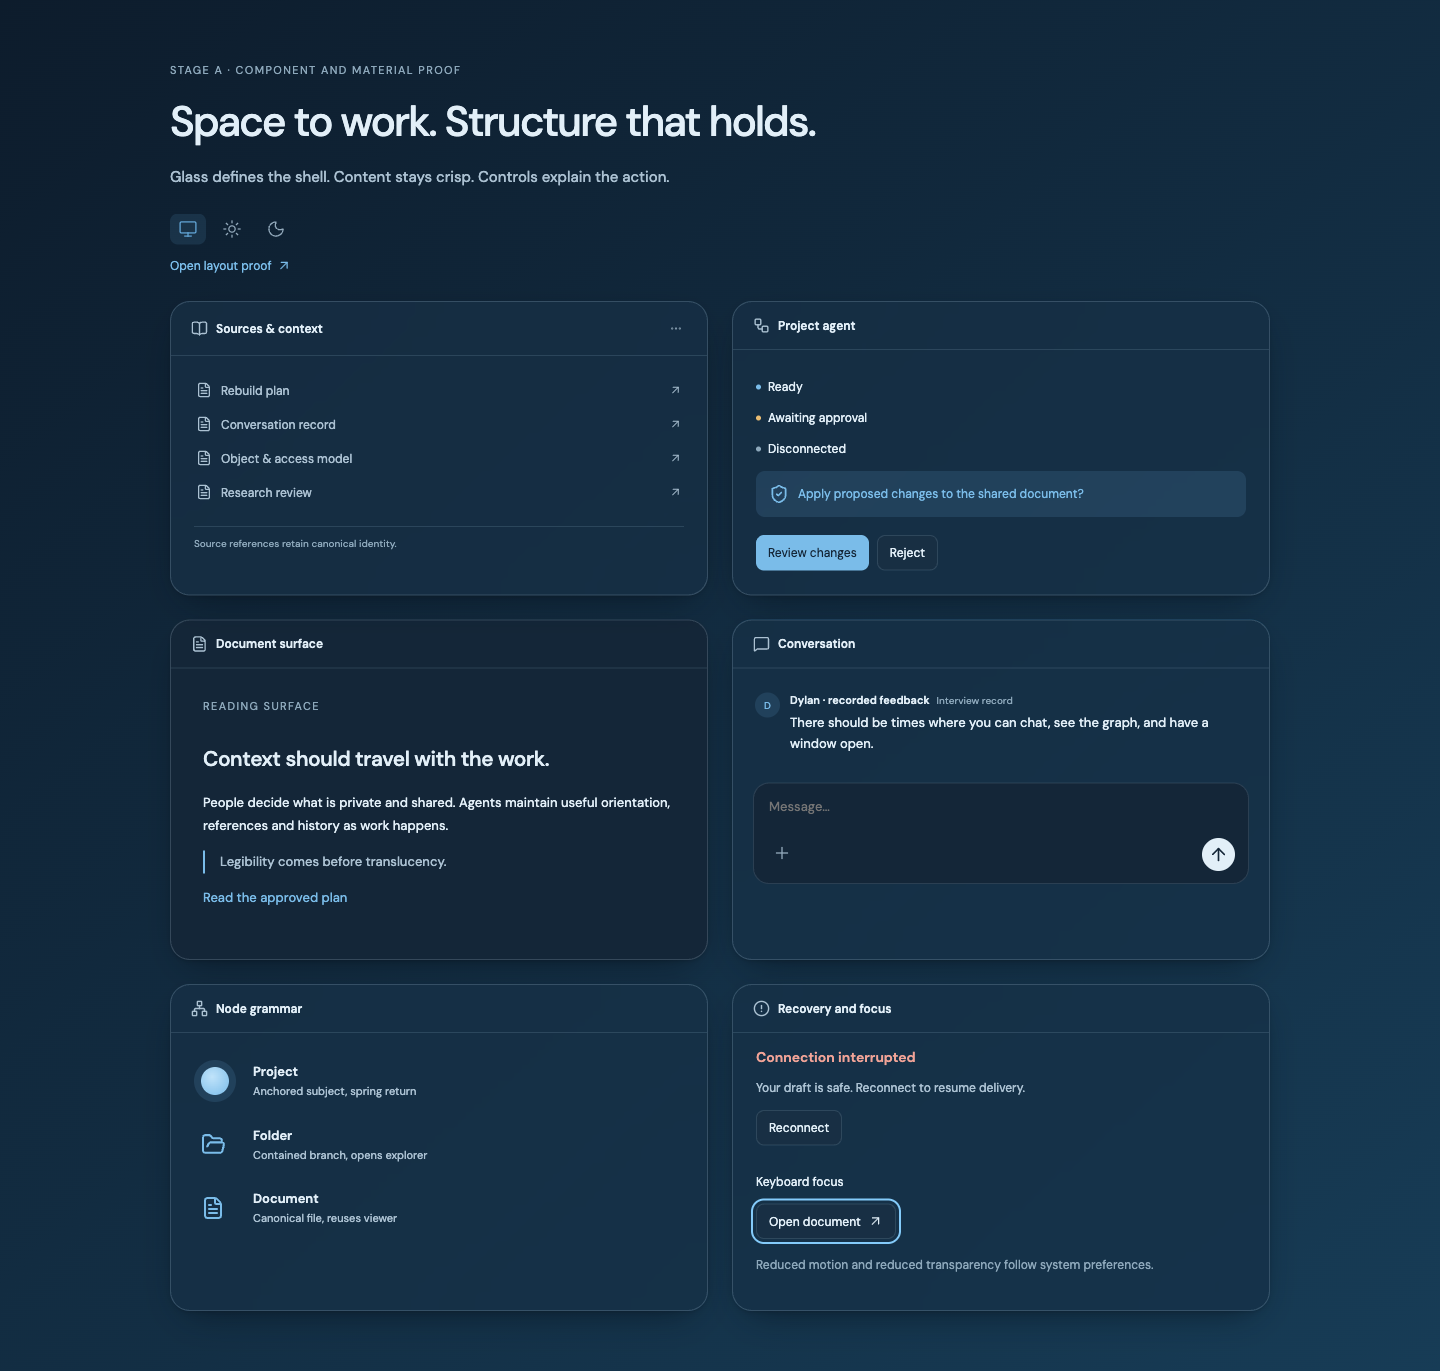 STAGE A · COMPONENT AND MATERIAL PROOF
Space to work. Structure that holds.
Glass defines the shell. Content stays crisp. Controls explain the action.
Open layout proof
Sources & context
Rebuild plan
Conversation record
Object & access model
Research review
Source references retain canonical identity.
Project agent
Ready
Awaiting approval
Disconnected
Apply proposed changes to the shared document?
Review changes
Reject
Document surface
READING SURFACE
Context should travel with the work.
People decide what is private and shared. Agents maintain useful orientation,
references and history as work happens.
Legibility comes before translucency.
Read the approved plan
Conversation
D
Dylan · recorded feedback Interview record
There should be times where you can chat, see the graph, and have a
window open.
Message...
Node grammar
Project
Anchored subject, spring return
Folder
Contained branch, opens explorer
Document
Canonical file, reuses viewer
Recovery and focus
Connection interrupted
Your draft is safe. Reconnect to resume delivery.
Reconnect
Keyboard focus
Open document
Reduced motion and reduced transparency follow system preferences.